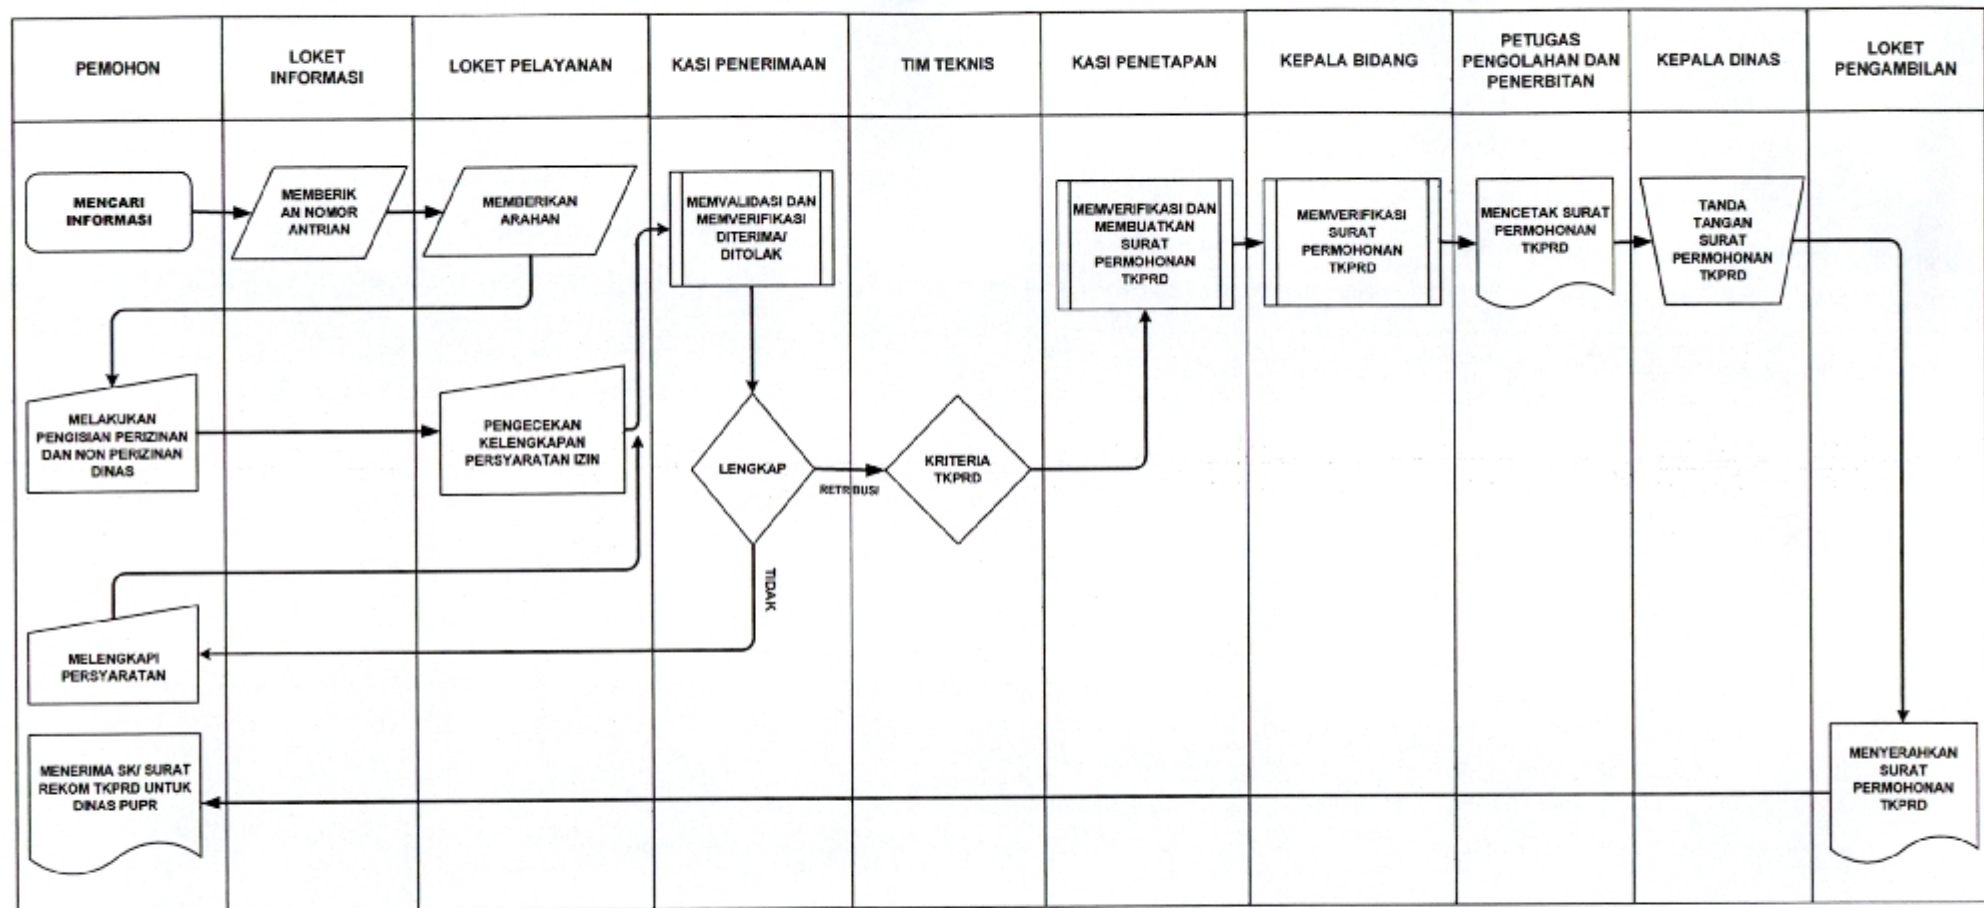 PEMOHON
LOKET
INFORMASI
LOKET PELAYANAN
KASI PENERIMAAN
TIM TEKNIS
KASI PENETAPAN
KEPALA BIDANG
PETUGAS
PENGOLAHAN DAN
PENERBITAN
KEPALA DINAS
LOKET
PENGAMBILAN
MENCARI
INFORMASI
MEMBERIK
AN NOMOR
ANTRIAN
MEMBERIKAN
ARAHAN
MEMVALIDASI DAN
MEMVERIFIKASI
DITERIMA/
DITOLAK
MEMVERIFIKASI DAN
MEMBUATKAN
SURAT
PERMOHONAN
TKPRD
MEMVERIFIKASI
SURAT
PERMOHONAN
TKPRD
MENCETAK SURAT
PERMOHONAN
TKPRD
TANDA
TANGAN
SURAT
PERMOHONAN
TKPRD
MELAKUKAN
PENGISIAN PERIZINAN
DAN NON PERIZINAN
DINAS
PENGECEKAN
KELENGKAPAN
PERSYARATAN IZIN
LENGKAP
RETRIBUSI
KRITERIA
TKPRD
TIDAK
MELENGKAPI
PERSYARATAN
MENERIMA SK/ SURAT
REKOM TKPRD UNTUK
DINAS PUPR
MENYERAHKAN
SURAT
PERMOHONAN
TKPRD